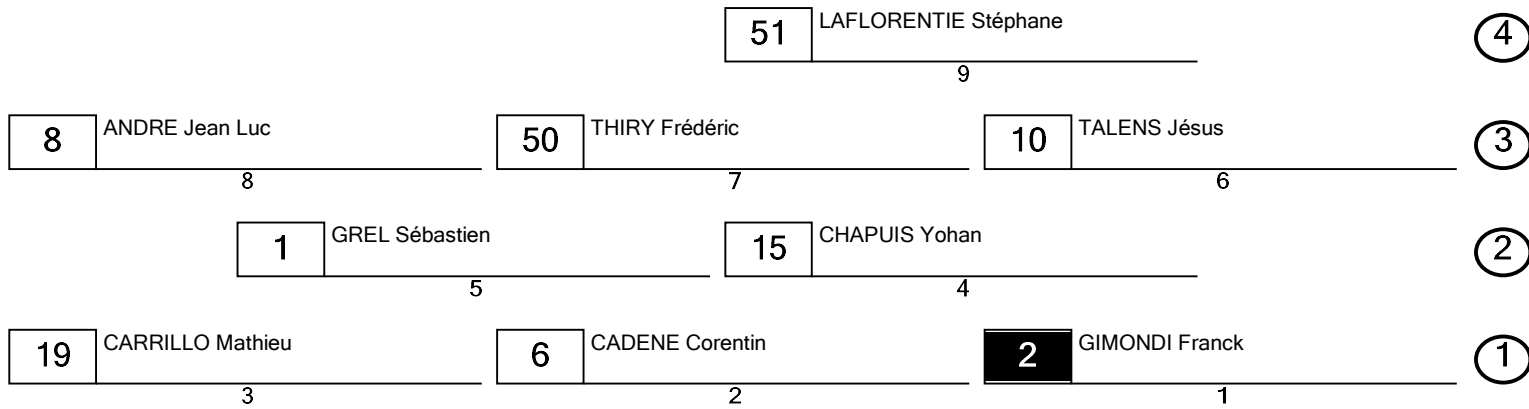 51 LAFLORENTIE Stéphane 4
9
8 ANDRE Jean Luc 50 THIRY Frédéric 10 TALENS Jésus 3
8 7 6
1 GREL Sébastien 15 CHAPUIS Yohan 2
5 4
19 CARRILLO Mathieu 6 CADENE Corentin 2 GIMONDI Franck 1
3 2 1